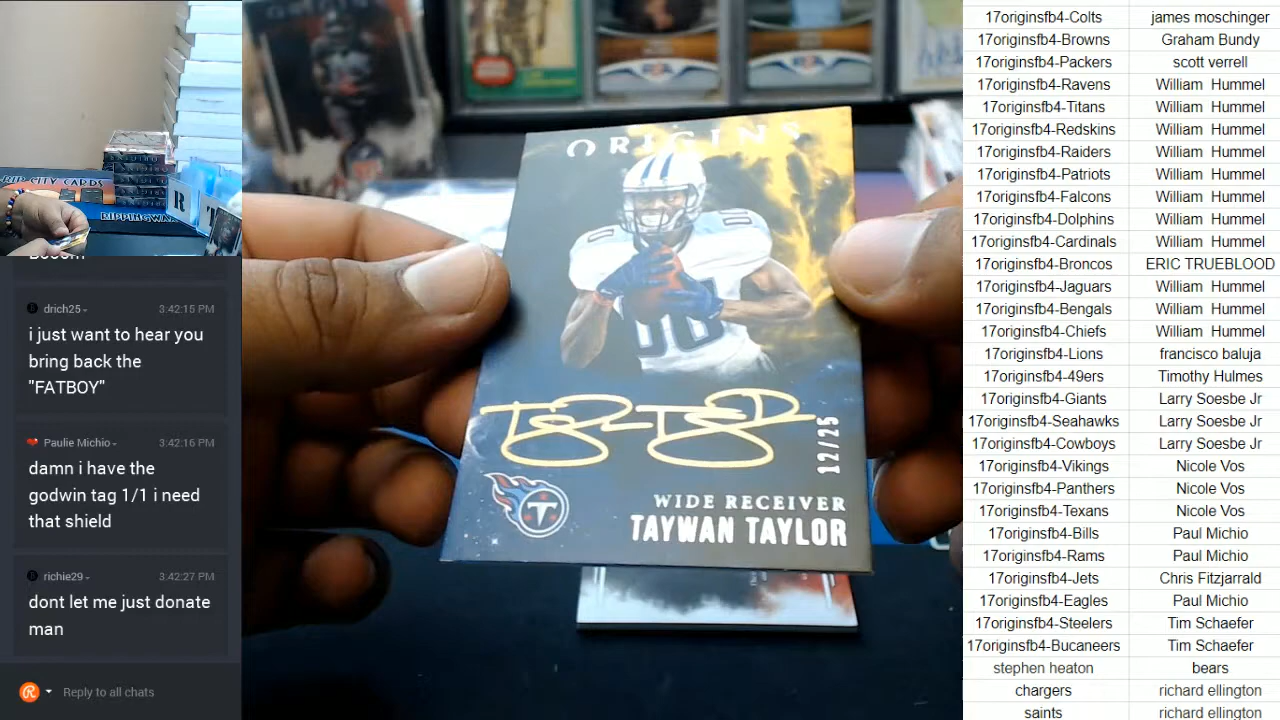 RIP CITY CARDS
RIPPINGWA
R
drich25
3:42:15 PM
i just want to hear you
bring back the
"FATBOY"
Paulie Michio
3:42:16 PM
damn i have the
godwin tag 1/1 i need
that shield
richie29
3:42:27 PM
dont let me just donate
man
Reply to all chats
ORIGINS
80
12/25
T
WIDE RECEIVER
TAYWAN TAYLOR
17originsfb4-Colts james moschinger
17originsfb4-Browns Graham Bundy
17originsfb4-Packers scott verrell
17originsfb4-Ravens William Hummel
17originsfb4-Titans William Hummel
17originsfb4-Redskins William Hummel
17originsfb4-Raiders William Hummel
17originsfb4-Patriots William Hummel
17originsfb4-Falcons William Hummel
17originsfb4-Dolphins William Hummel
17originsfb4-Cardinals William Hummel
17originsfb4-Broncos ERIC TRUEBLOOD
17originsfb4-Jaguars William Hummel
17originsfb4-Bengals William Hummel
17originsfb4-Chiefs William Hummel
17originsfb4-Lions francisco baluja
17originsfb4-49ers Timothy Hulmes
17originsfb4-Giants Larry Soesbe Jr
17originsfb4-Seahawks Larry Soesbe Jr
17originsfb4-Cowboys Larry Soesbe Jr
17originsfb4-Vikings Nicole Vos
17originsfb4-Panthers Nicole Vos
17originsfb4-Texans Nicole Vos
17originsfb4-Bills Paul Michio
17originsfb4-Rams Paul Michio
17originsfb4-Jets Chris Fitzjarrald
17originsfb4-Eagles Paul Michio
17originsfb4-Steelers Tim Schaefer
17originsfb4-Bucaneers Tim Schaefer
stephen heaton bears
chargers richard ellington
saints richard ellington